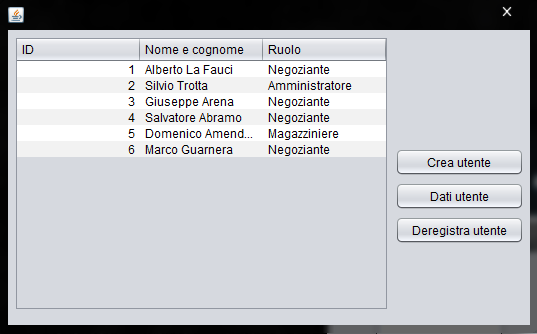 ID Nome e cognome Ruolo
1 Alberto La Fauci Negoziante
2 Silvio Trotta Amministratore
3 Giuseppe Arena Negoziante
4 Salvatore Abramo Negoziante
5 Domenico Amend... Magazziniere
6 Marco Guarnera Negoziante
Crea utente
Dati utente
Deregistra utente